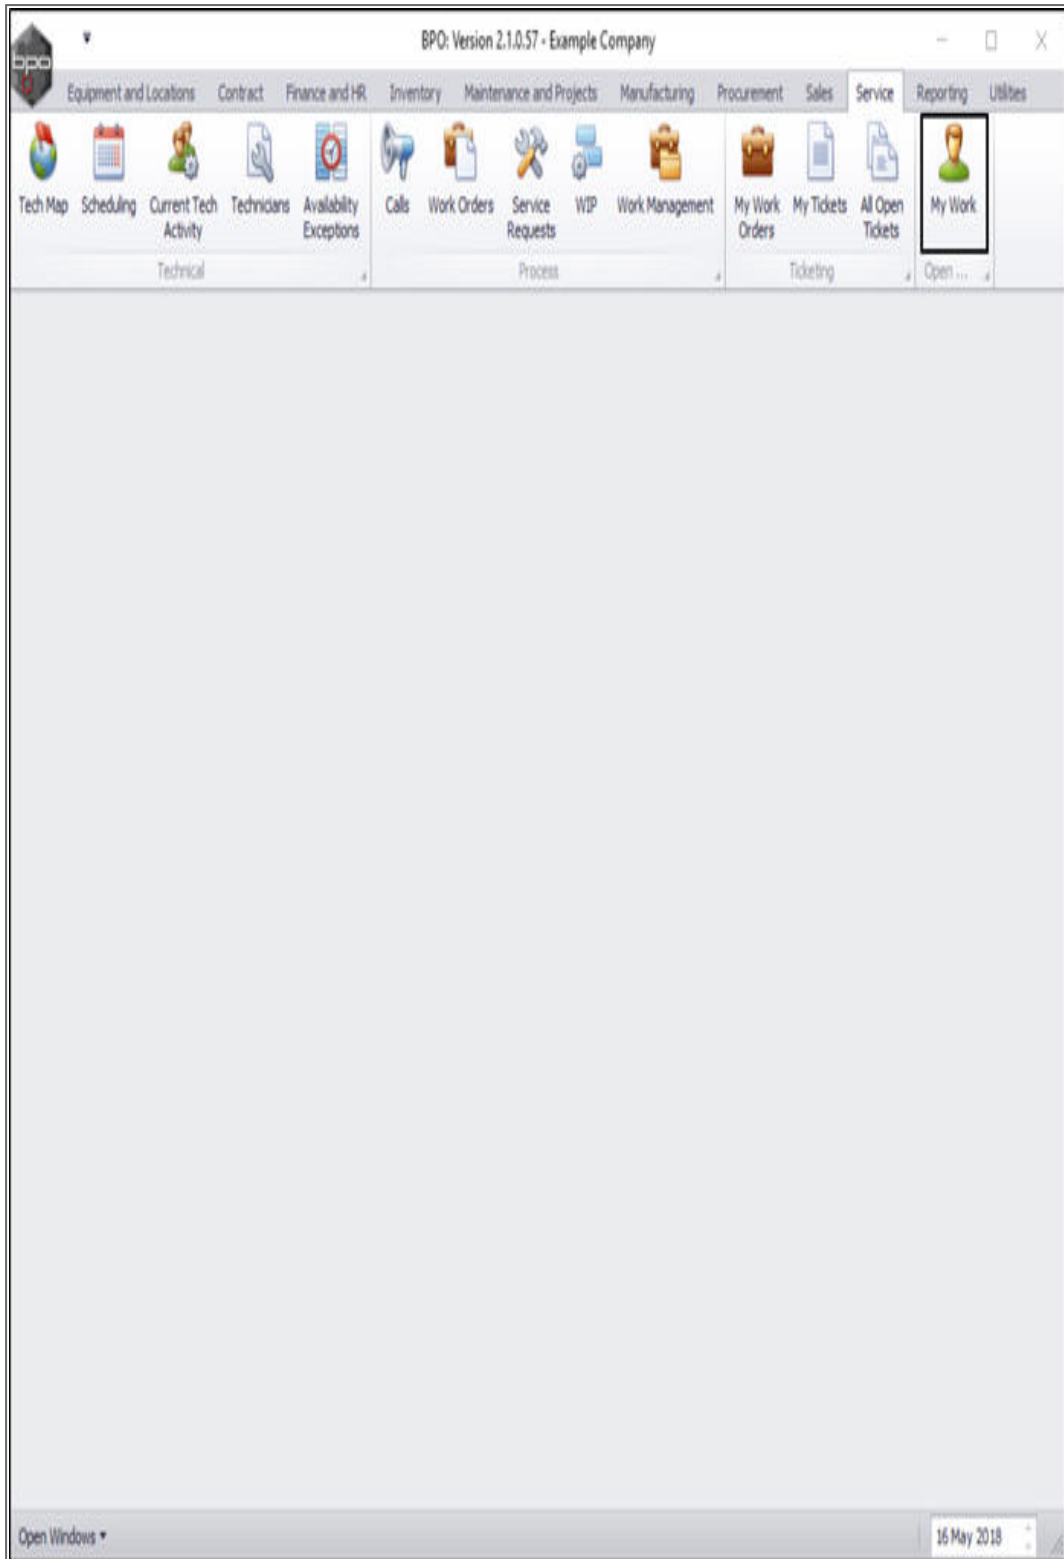 bpo
BPO: Version 2.1.0.57 - Example Company
Equipment and Locations Contract Finance and HR Inventory Maintenance and Projects Manufacturing Procurement Sales Service Reporting Utilities
Tech Map Scheduling Current Tech Activity Technicians Availability Exceptions Calls Work Orders Service Requests WIP Work Management My Work Orders My Tickets All Open Tickets My Work
Technical Process Ticketing Open ...
Open Windows 16 May 2018